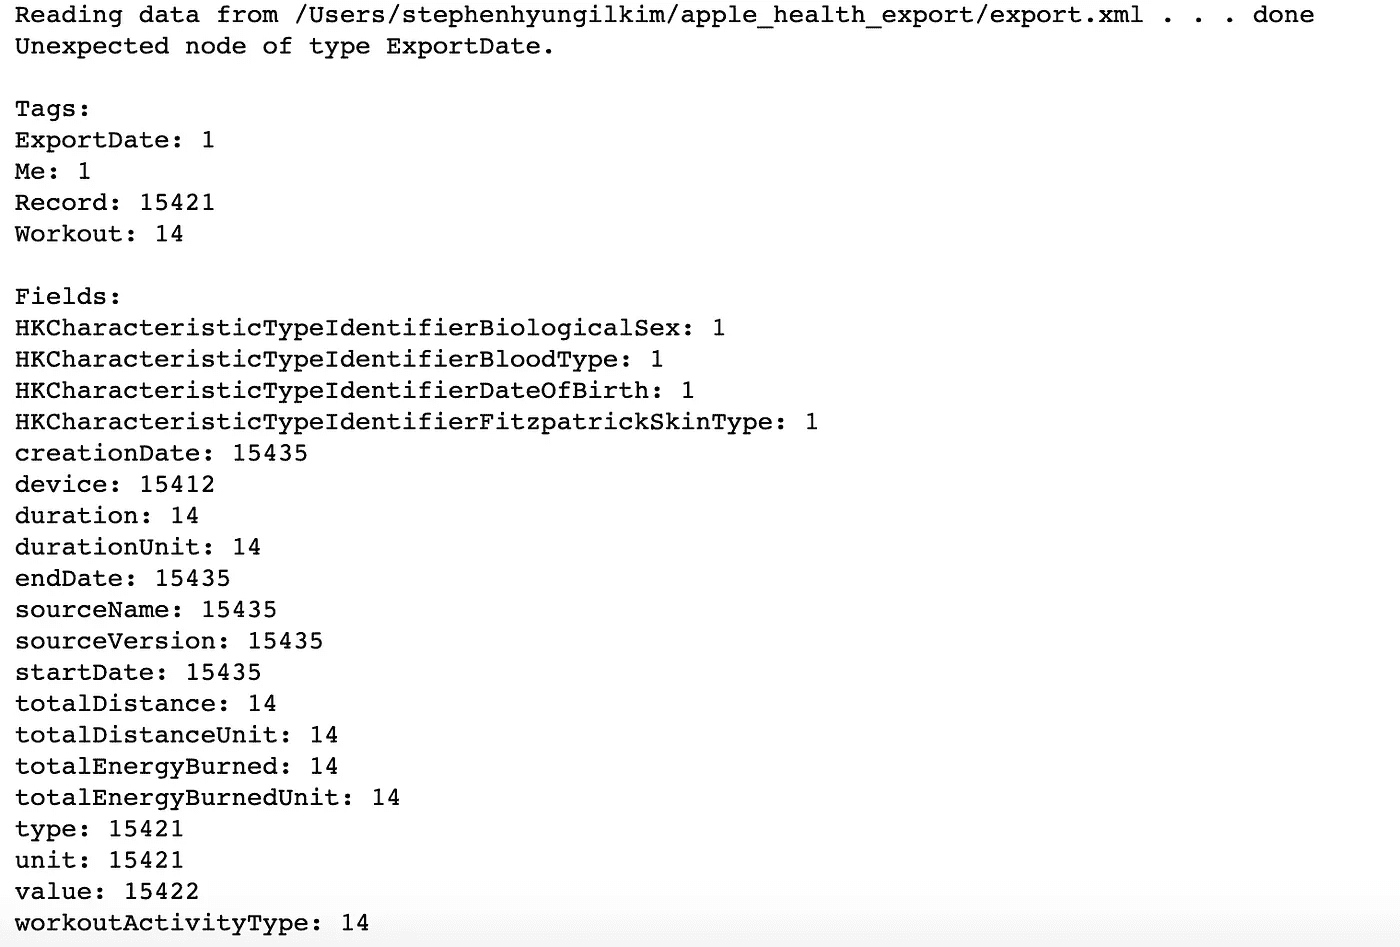 Reading data from /Users/stephenhyungilkim/apple_health_export/export.xml . . . done
Unexpected node of type ExportDate.
Tags:
ExportDate: 1
Me: 1
Record: 15421
Workout: 14
Fields:
HKCharacteristicTypeIdentifierBiologicalSex: 1
HKCharacteristicTypeIdentifierBloodType: 1
HKCharacteristicTypeIdentifierDateOfBirth: 1
HKCharacteristicTypeIdentifierFitzpatrickSkinType: 1
creationDate: 15435
device: 15412
duration: 14
durationUnit: 14
endDate: 15435
sourceName: 15435
sourceVersion: 15435
startDate: 15435
totalDistance: 14
totalDistanceUnit: 14
totalEnergyBurned: 14
totalEnergyBurnedUnit: 14
type: 15421
unit: 15421
value: 15422
workoutActivityType: 14